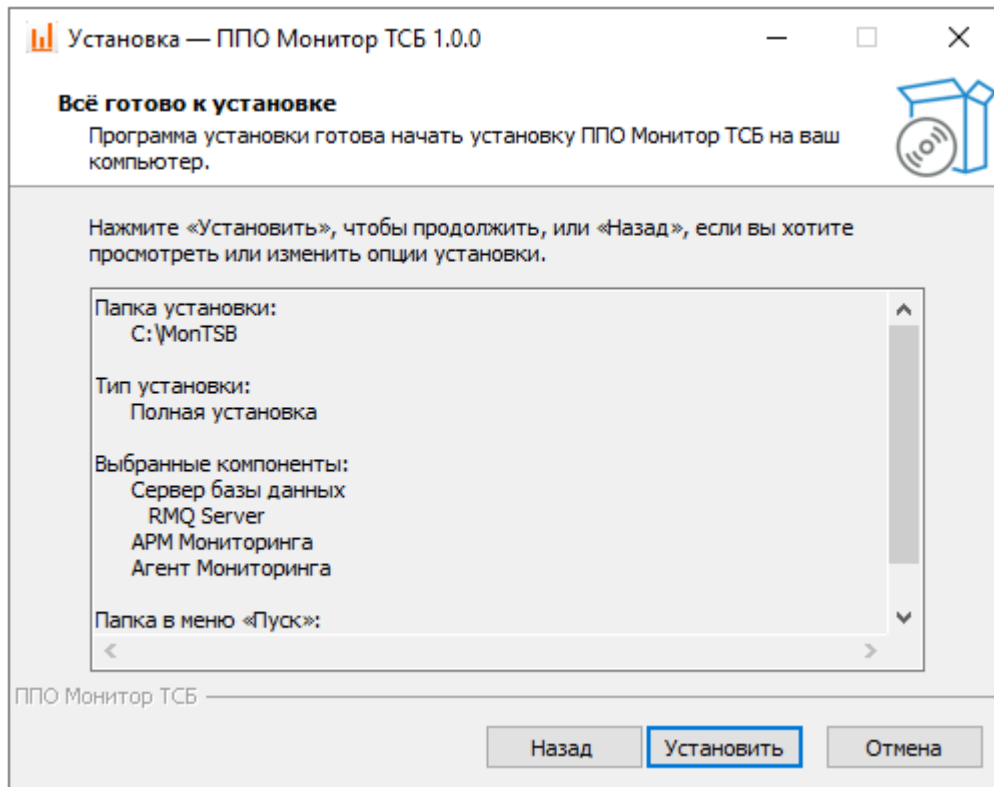 Установка — ППО Монитор ТСБ 1.0.0
Всё готово к установке
Программа установки готова начать установку ППО Монитор ТСБ на ваш
компьютер.
Нажмите «Установить», чтобы продолжить, или «Назад», если вы хотите
просмотреть или изменить опции установки.
Папка установки:
C:\MonTSB
Тип установки:
Полная установка
Выбранные компоненты:
Сервер базы данных
RMQ Server
АРМ Мониторинга
Агент Мониторинга
Папка в меню «Пуск»:
ППО Монитор ТСБ
Назад
Установить
Отмена